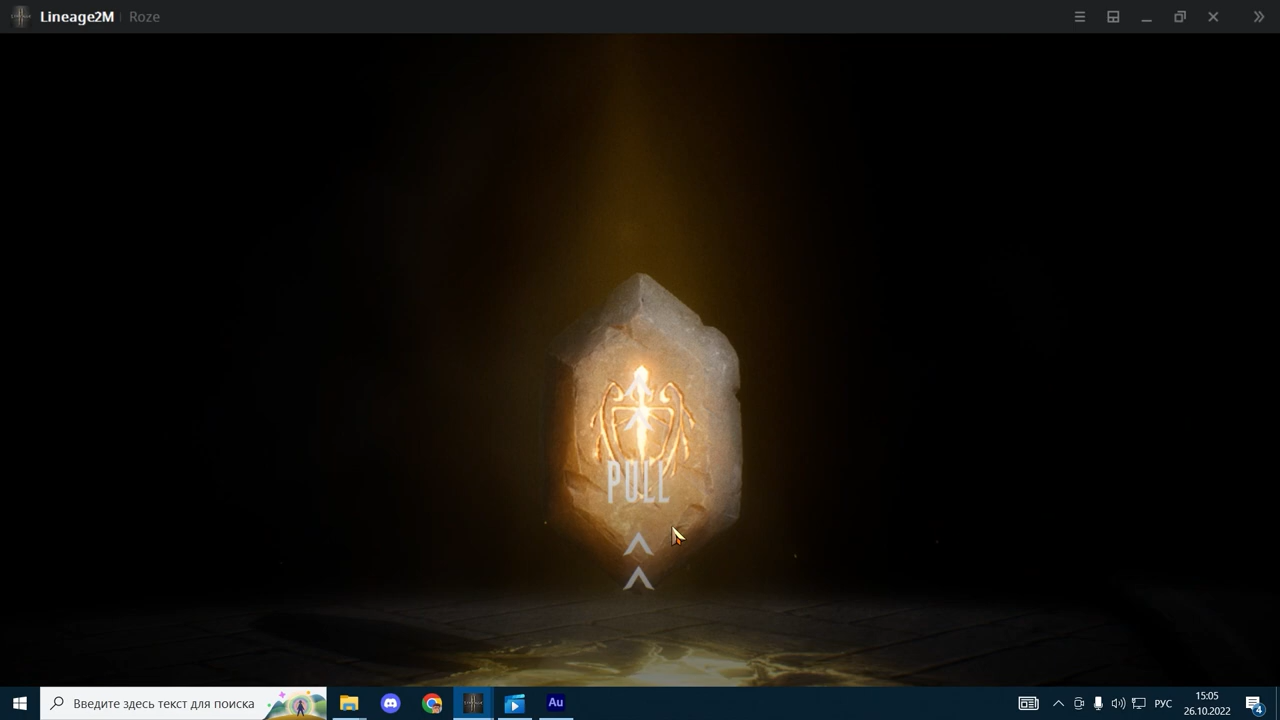 Lineage2M
Roze
PULL
Введите здесь текст для поиска
Au
РУС
15:05
26.10.2022
4